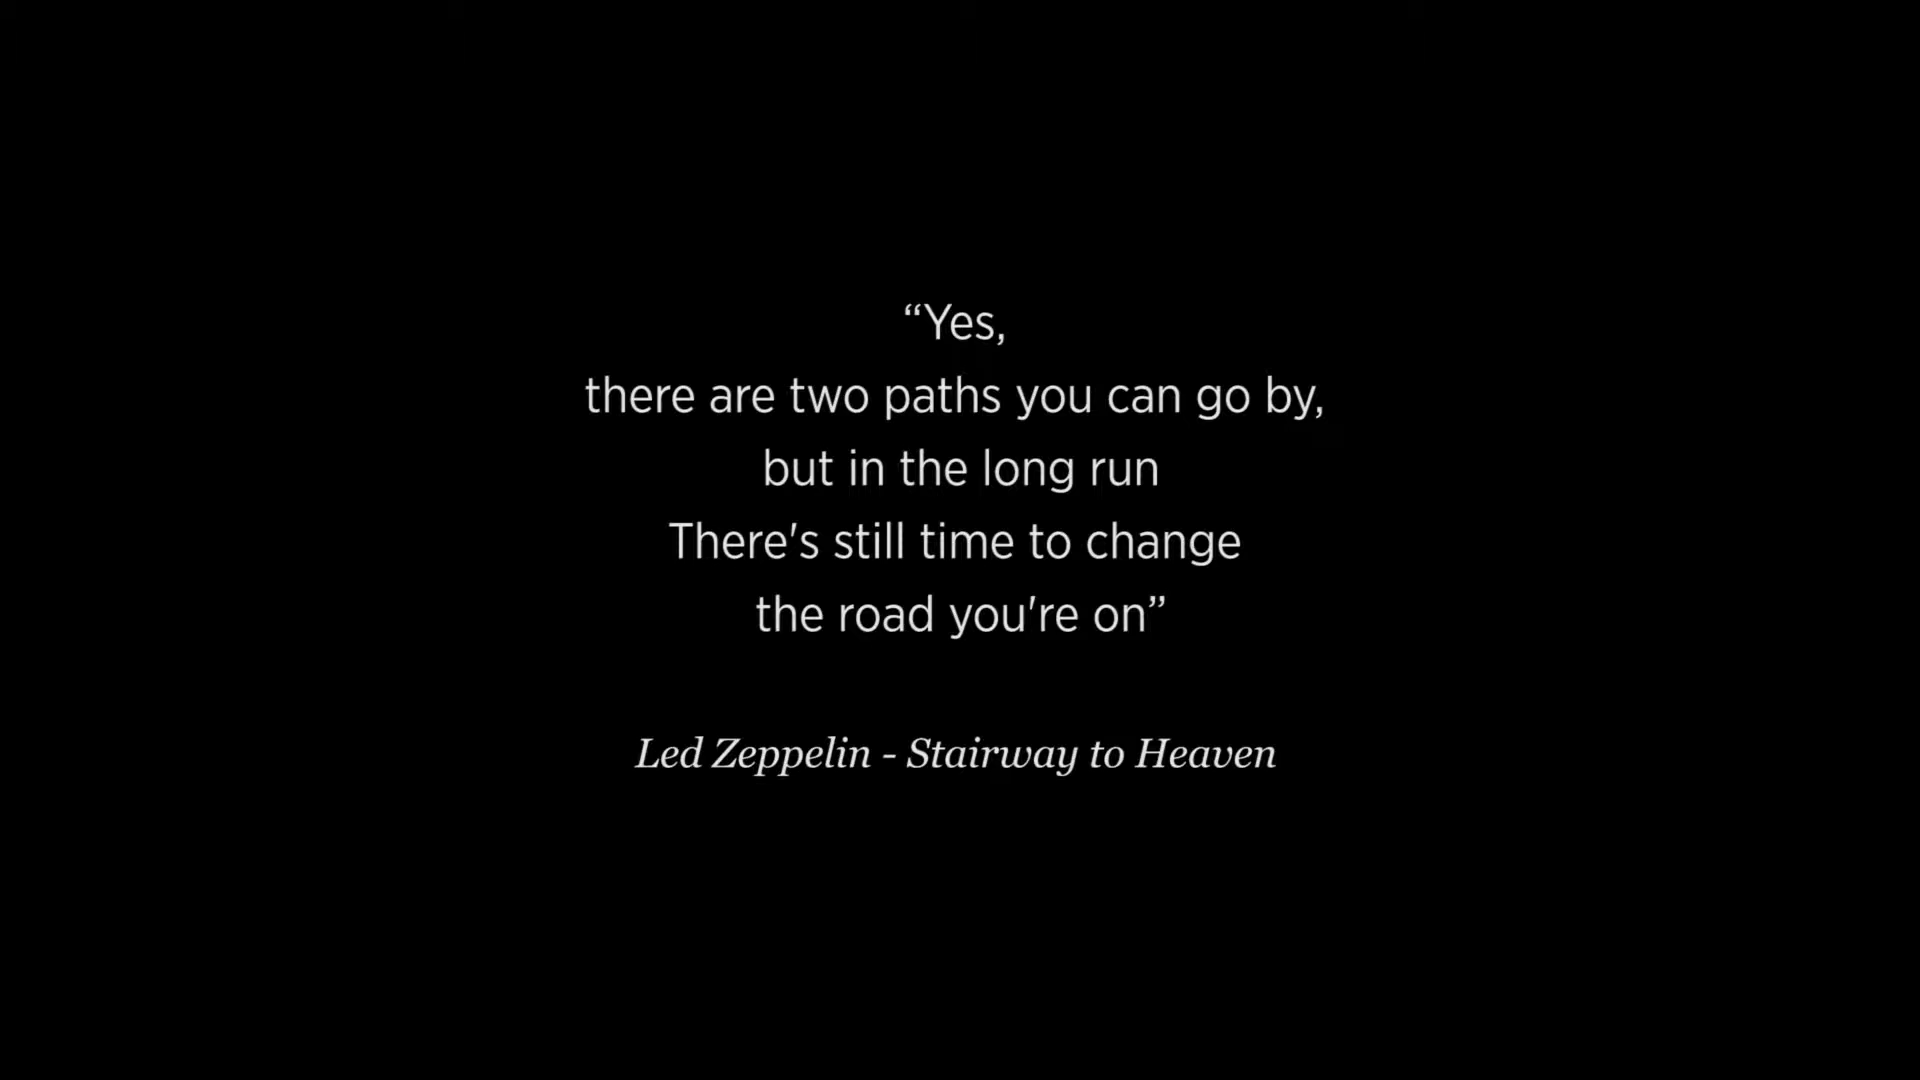 “Yes,
there are two paths you can go by,
but in the long run
There's still time to change
the road you're on”
Led Zeppelin - Stairway to Heaven